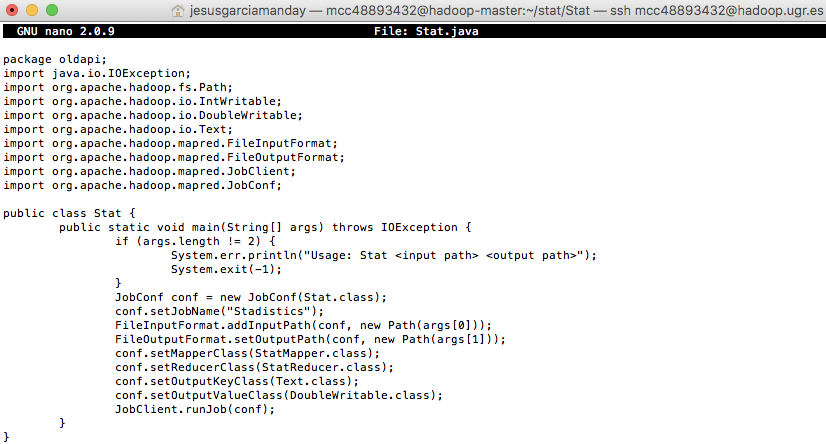 jesusgarciamanday — mcc48893432@hadoop-master:~/stat/Stat — ssh mcc48893432@hadoop.ugr.es
GNU nano 2.0.9 File: Stat.java
package oldapi;
import java.io.IOException;
import org.apache.hadoop.fs.Path;
import org.apache.hadoop.io.IntWritable;
import org.apache.hadoop.io.DoubleWritable;
import org.apache.hadoop.io.Text;
import org.apache.hadoop.mapred.FileInputFormat;
import org.apache.hadoop.mapred.FileOutputFormat;
import org.apache.hadoop.mapred.JobClient;
import org.apache.hadoop.mapred.JobConf;
public class Stat {
public static void main(String[] args) throws IOException {
if (args.length != 2) {
System.err.println("Usage: Stat <input path> <output path>");
System.exit(-1);
}
JobConf conf = new JobConf(Stat.class);
conf.setJobName("Stadistics");
FileInputFormat.addInputPath(conf, new Path(args[0]));
FileOutputFormat.setOutputPath(conf, new Path(args[1]));
conf.setMapperClass(StatMapper.class);
conf.setReducerClass(StatReducer.class);
conf.setOutputKeyClass(Text.class);
conf.setOutputValueClass(DoubleWritable.class);
JobClient.runJob(conf);
}
}